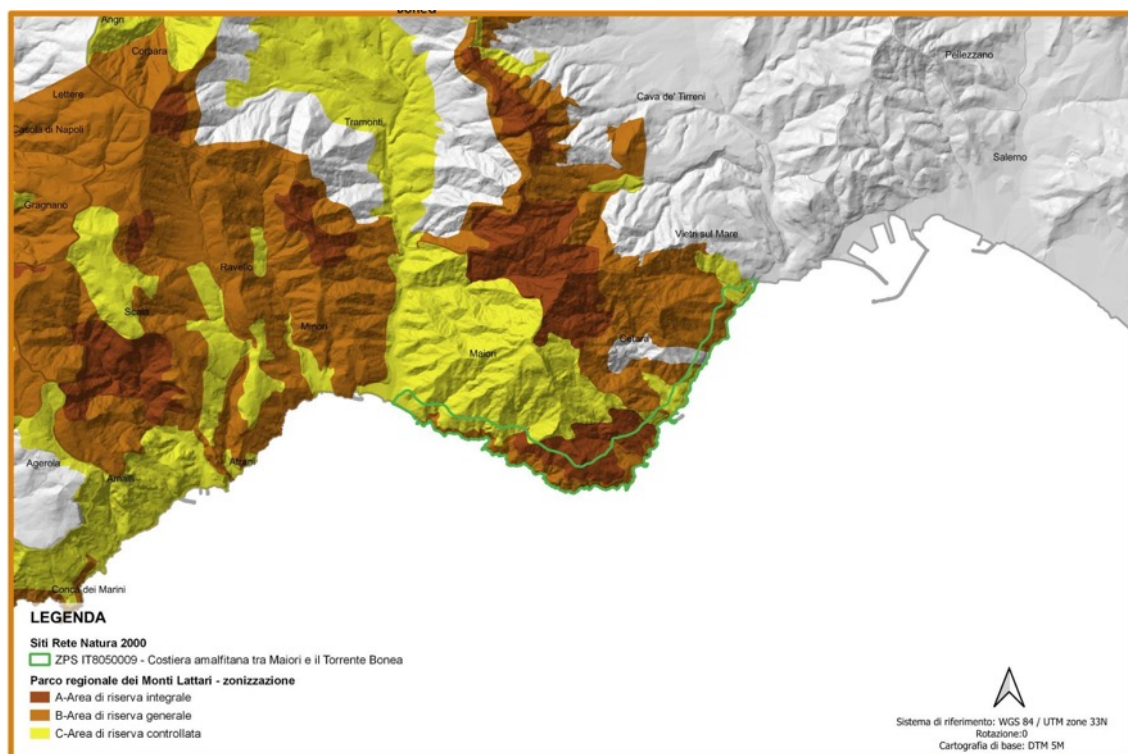 Bonea
Angri
Corbara
Pellezzano
Lettere
Cava de' Tirreni
Tramonti
Casola di Napoli
Salerno
Gragnano
Vietri sul Mare
Ravello
Scala
Minori
Cetara
Maiori
Agerola
Atrani
Amalfi
Conca dei Marini
LEGENDA
Siti Rete Natura 2000
ZPS IT8050009 - Costiera amalfitana tra Maiori e il Torrente Bonea
Parco regionale dei Monti Lattari - zonizzazione
A-Area di riserva integrale
B-Area di riserva generale
C-Area di riserva controllata
Sistema di riferimento: WGS 84 / UTM zone 33N
Rotazione:0
Cartografia di base: DTM 5M